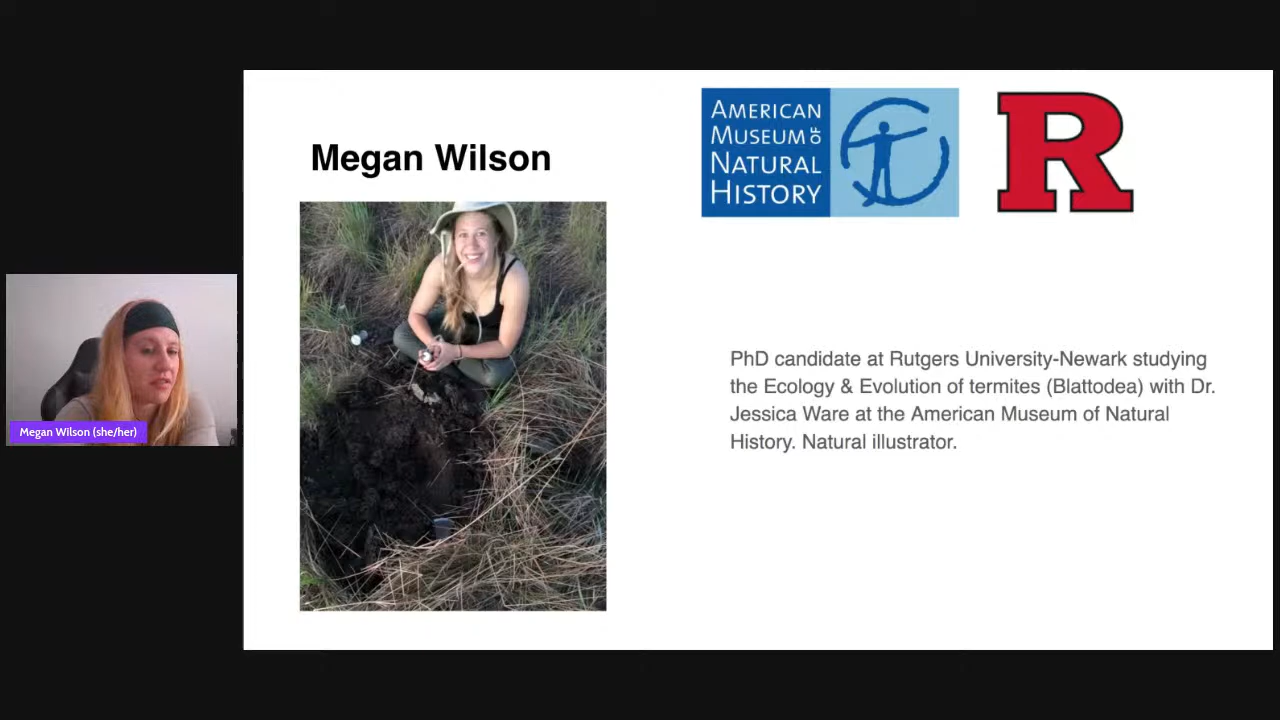 Megan Wilson
AMERICAN
MUSEUM OF
NATURAL
HISTORY
R
PhD candidate at Rutgers University-Newark studying
the Ecology & Evolution of termites (Blattodea) with Dr.
Jessica Ware at the American Museum of Natural
History. Natural illustrator.
Megan Wilson (she/her)